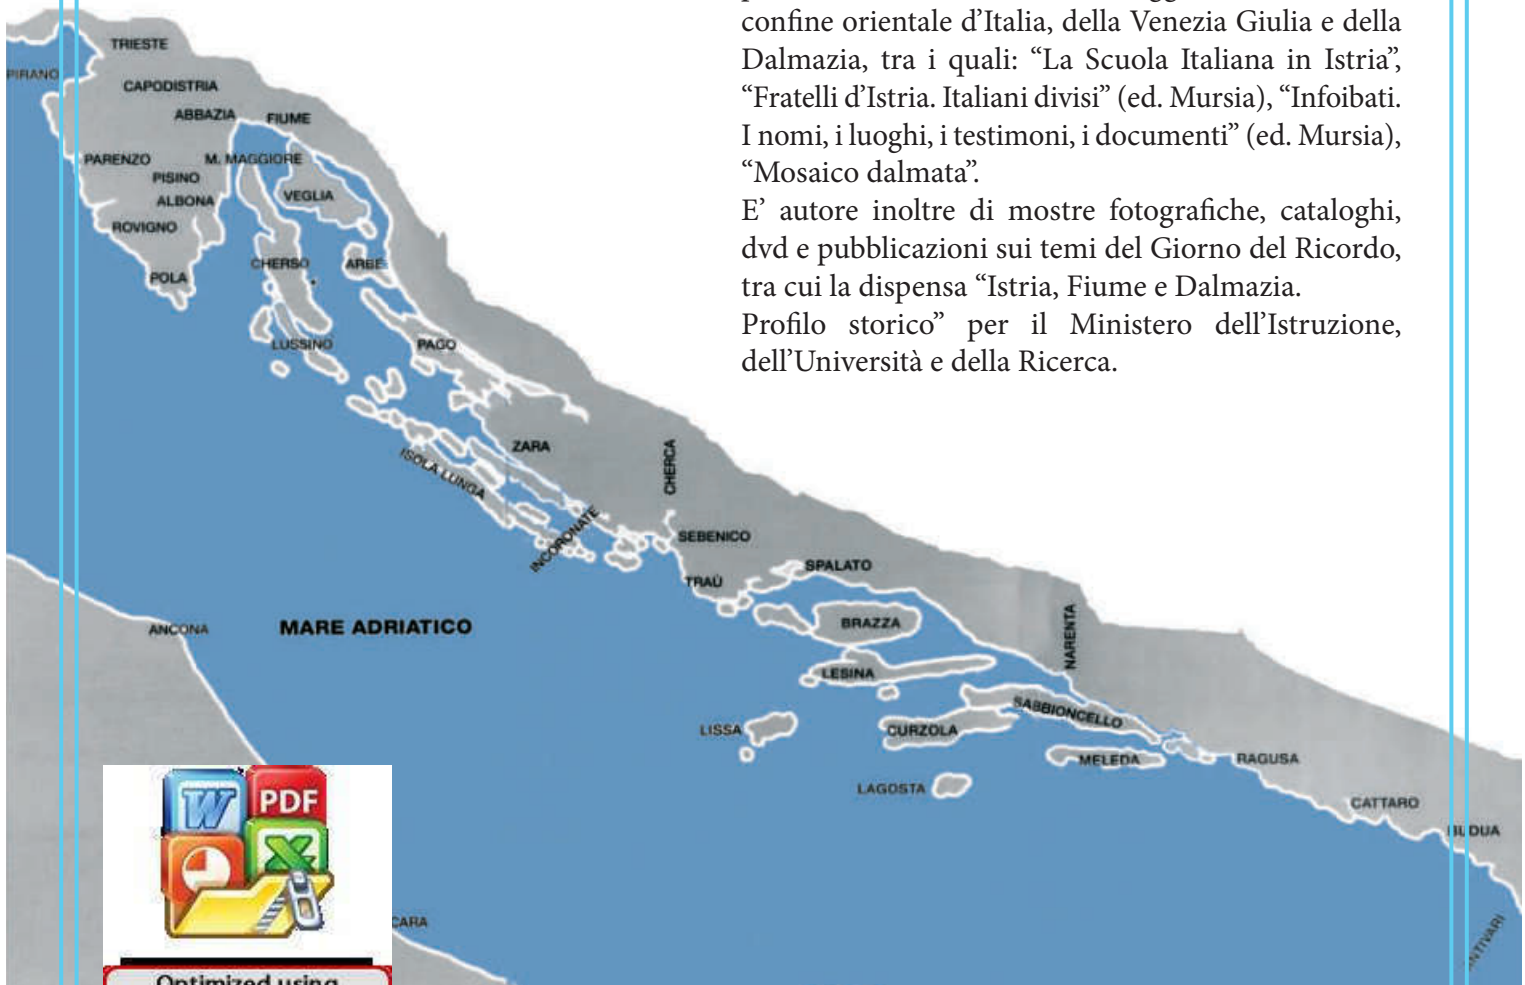 confine orientale d’Italia, della Venezia Giulia e della
Dalmazia, tra i quali: “La Scuola Italiana in Istria”,
“Fratelli d’Istria. Italiani divisi” (ed. Mursia), “Infoibati.
I nomi, i luoghi, i testimoni, i documenti” (ed. Mursia),
“Mosaico dalmata”.
E’ autore inoltre di mostre fotografiche, cataloghi,
dvd e pubblicazioni sui temi del Giorno del Ricordo,
tra cui la dispensa “Istria, Fiume e Dalmazia.
Profilo storico” per il Ministero dell’Istruzione,
dell’Università e della Ricerca.
TRIESTE
PIRANO
CAPODISTRIA
ABBAZIA
FIUME
PARENZO
M. MAGGIORE
PISINO
VEGLIA
ALBONA
ROVIGNO
CHERSO
ARBE
POLA
LUSSINO
PAGO
ZARA
CHERCA
ISOLA LUNGA
INCORONATE
SEBENICO
SPALATO
TRAÙ
ANCONA
MARE ADRIATICO
BRAZZA
NARENTA
LESINA
SABBIONCELLO
LISSA
CURZOLA
MELEDA
RAGUSA
LAGOSTA
CATTARO
BUDUA
W
PDF
X
CARA
NTIVARI
Optimized using